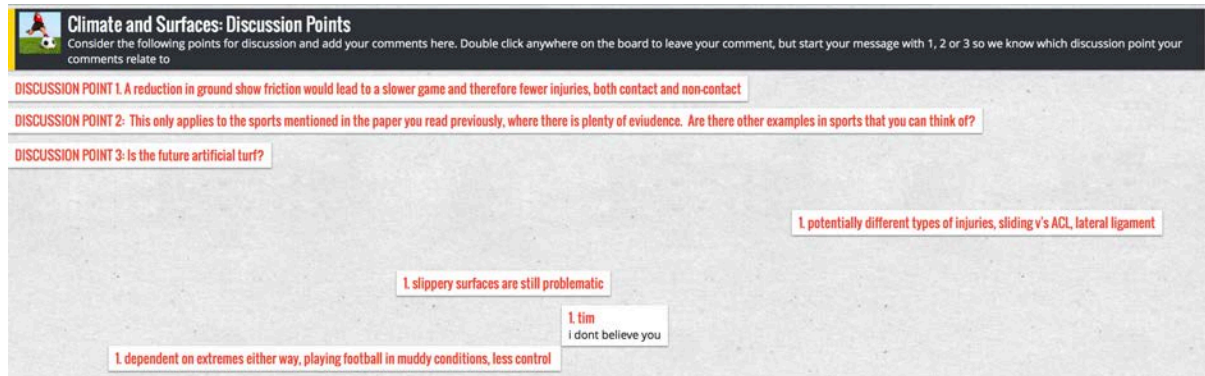 Climate and Surfaces: Discussion Points
Consider the following points for discussion and add your comments here. Double click anywhere on the board to leave your comment, but start your message with 1, 2 or 3 so we know which discussion point your
comments relate to
DISCUSSION POINT 1. A reduction in ground show friction would lead to a slower game and therefore fewer injuries, both contact and non-contact
DISCUSSION POINT 2: This only applies to the sports mentioned in the paper you read previously, where there is plenty of eviudence. Are there other examples in sports that you can think of?
DISCUSSION POINT 3: Is the future artificial turf?
1. potentially different types of injuries, sliding v's ACL, lateral ligament
1. slippery surfaces are still problematic
1. tim
i dont believe you
1. dependent on extremes either way, playing football in muddy conditions, less control